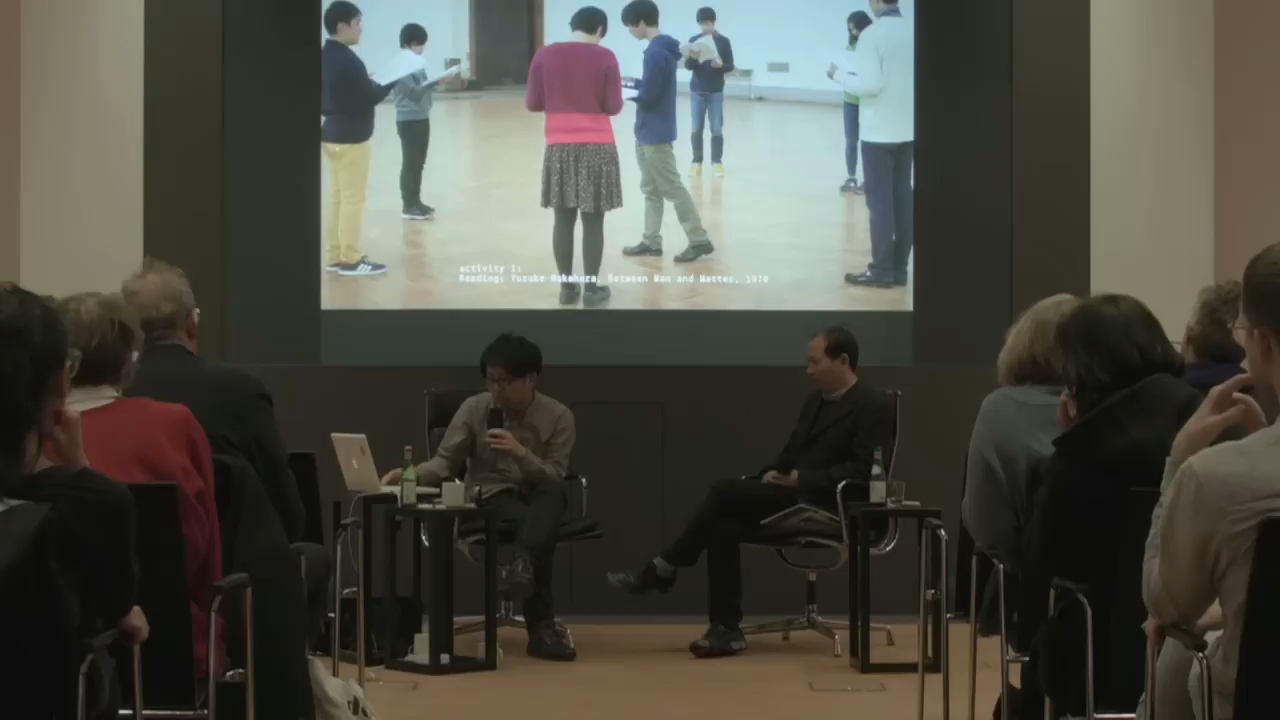 activity 1:
Reading: Yusuke Nakahara, Between Man and Matter, 1970